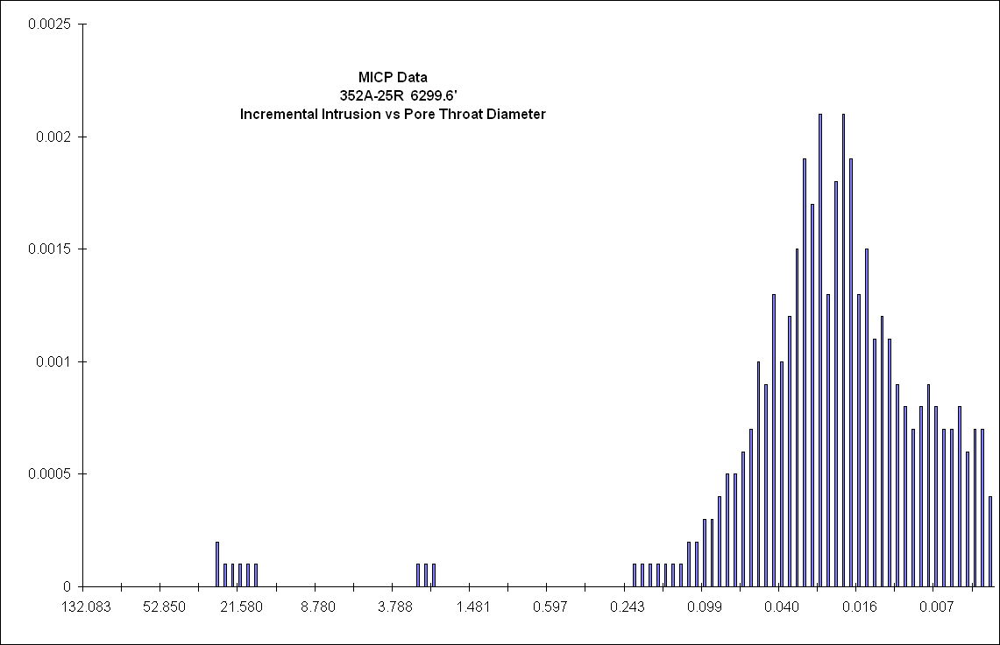 0.0025
MICP Data
352A-25R 6299.6'
Incremental Intrusion vs Pore Throat Diameter
0.002
0.0015
0.001
0.0005
0
132.083 52.850 21.580 8.780 3.788 1.481 0.597 0.243 0.099 0.040 0.016 0.007